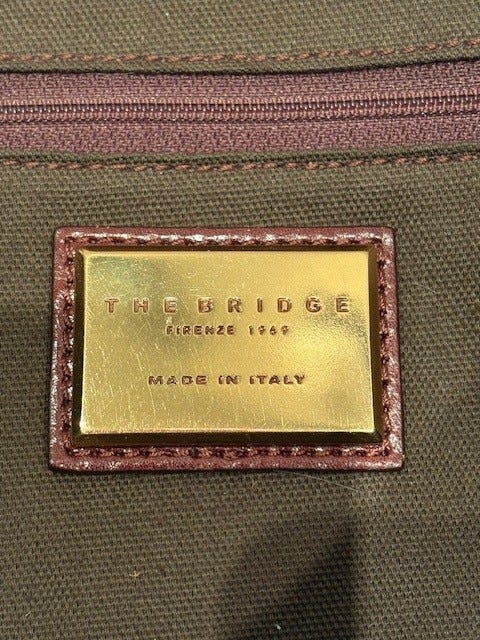 THE BRIDGE
FIRENZE 1969
MADE IN ITALY